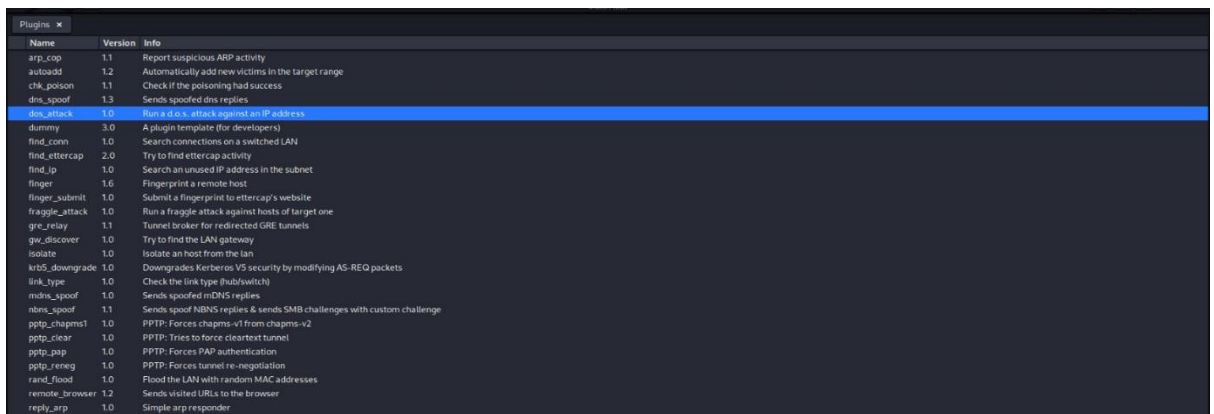 Plugins ×
Name Version Info
arp_cop 1.1 Report suspicious ARP activity
autoadd 1.2 Automatically add new victims in the target range
chk_poison 1.1 Check if the poisoning had success
dns_spoof 1.3 Sends spoofed dns replies
dos_attack 1.0 Run a d.o.s. attack against an IP address
dummy 3.0 A plugin template (for developers)
find_conn 1.0 Search connections on a switched LAN
find_ettercap 2.0 Try to find ettercap activity
find_ip 1.0 Search an unused IP address in the subnet
finger 1.6 Fingerprint a remote host
finger_submit 1.0 Submit a fingerprint to ettercap's website
fraggle_attack 1.0 Run a fraggle attack against hosts of target one
gre_relay 1.1 Tunnel broker for redirected GRE tunnels
gw_discover 1.0 Try to find the LAN gateway
isolate 1.0 Isolate an host from the lan
krb5_downgrade 1.0 Downgrades Kerberos V5 security by modifying AS-REQ packets
link_type 1.0 Check the link type (hub/switch)
mdns_spoof 1.0 Sends spoofed mDNS replies
nbns_spoof 1.1 Sends spoof NBNS replies & sends SMB challenges with custom challenge
pptp_chapms1 1.0 PPTP: Forces chapms-v1 from chapms-v2
pptp_clear 1.0 PPTP: Tries to force cleartext tunnel
pptp_pap 1.0 PPTP: Forces PAP authentication
pptp_reneg 1.0 PPTP: Forces tunnel re-negotiation
rand_flood 1.0 Flood the LAN with random MAC addresses
remote_browser 1.2 Sends visited URLs to the browser
reply_arp 1.0 Simple arp responder